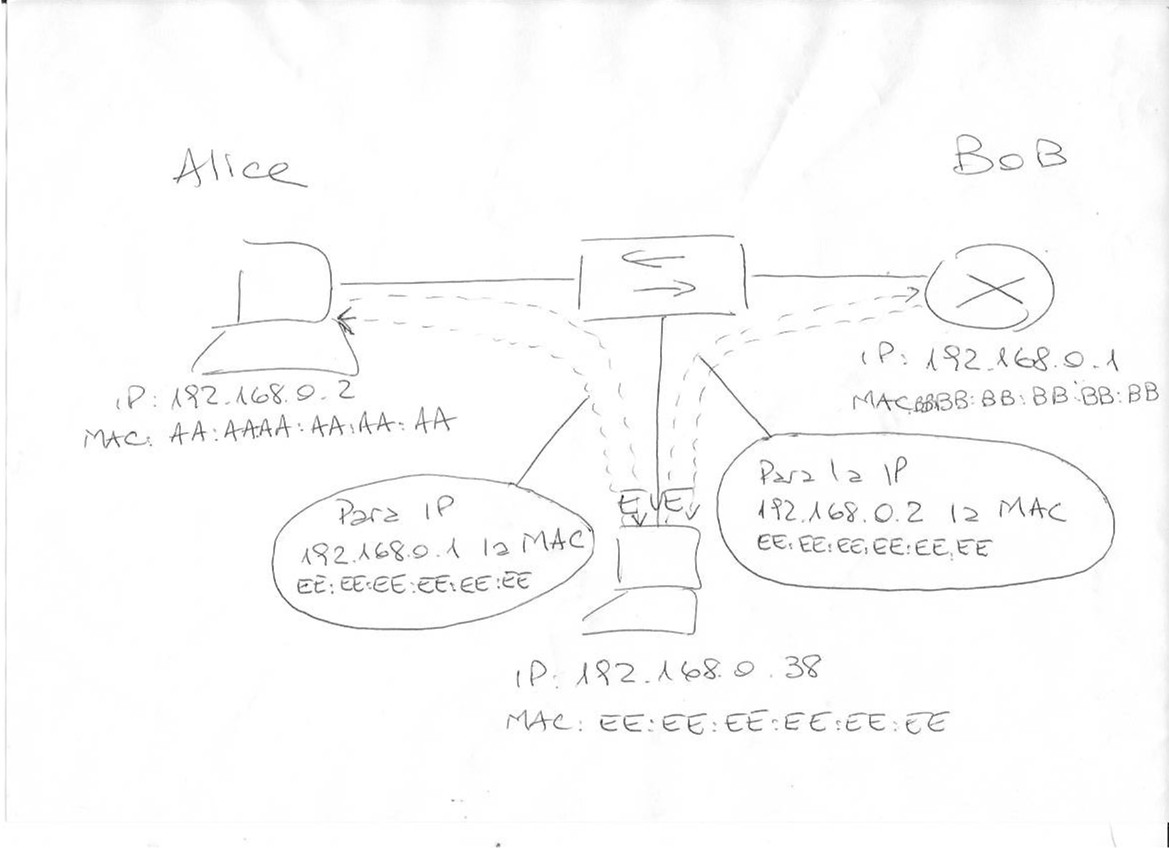 Alice
BoB
iP: 192.168.0.2
MAC: AA:AAAA:AA:AA:AA
iP: 192.168.0.1
MAC BB:BB:BB:BB:BB
Para iP
192.168.0.1 la MAC
EE:EE:EE:EE:EE:EE
EVE
Para la iP
192.168.0.2 la MAC
EE:EE:EE:EE:EE:EE
iP: 192.168.0.38
MAC: EE:EE:EE:EE:EE:EE